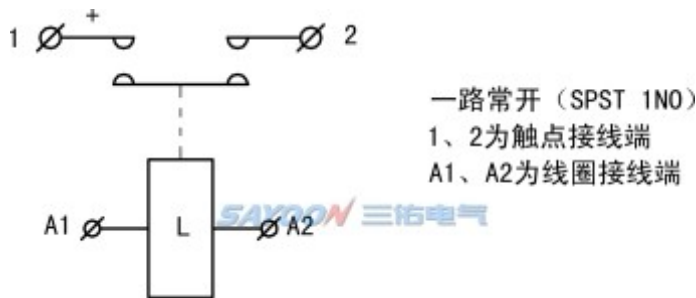 1 + 2
一路常开（SPST 1NO）
1、2为触点接线端
A1、A2为线圈接线端
A1 L A2
SAYOON 三佑电气